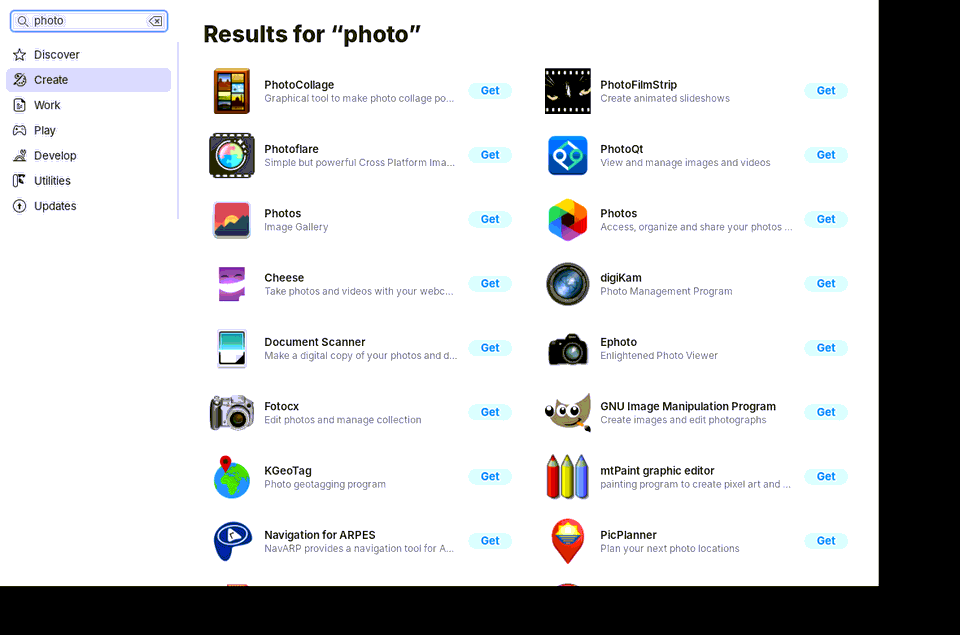 photo
Discover
Create
Work
Play
Develop
Utilities
Updates
Results for “photo”
PhotoCollage
Graphical tool to make photo collage po...
Get
PhotoFilmStrip
Create animated slideshows
Get
Photoflare
Simple but powerful Cross Platform Ima...
Get
PhotoQt
View and manage images and videos
Get
Photos
Image Gallery
Get
Photos
Access, organize and share your photos ...
Get
Cheese
Take photos and videos with your webc...
Get
digiKam
Photo Management Program
Get
Document Scanner
Make a digital copy of your photos and d...
Get
Ephoto
Enlightened Photo Viewer
Get
Fotocx
Edit photos and manage collection
Get
GNU Image Manipulation Program
Create images and edit photographs
Get
KGeoTag
Photo geotagging program
Get
mtPaint graphic editor
painting program to create pixel art and ...
Get
Navigation for ARPES
NavARP provides a navigation tool for A...
Get
PicPlanner
Plan your next photo locations
Get